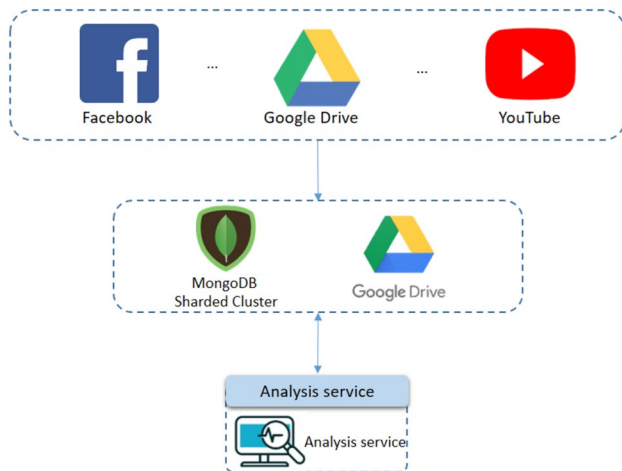 ... ...
Facebook Google Drive YouTube
MongoDB
Sharded Cluster
Google Drive
Analysis service
Analysis service